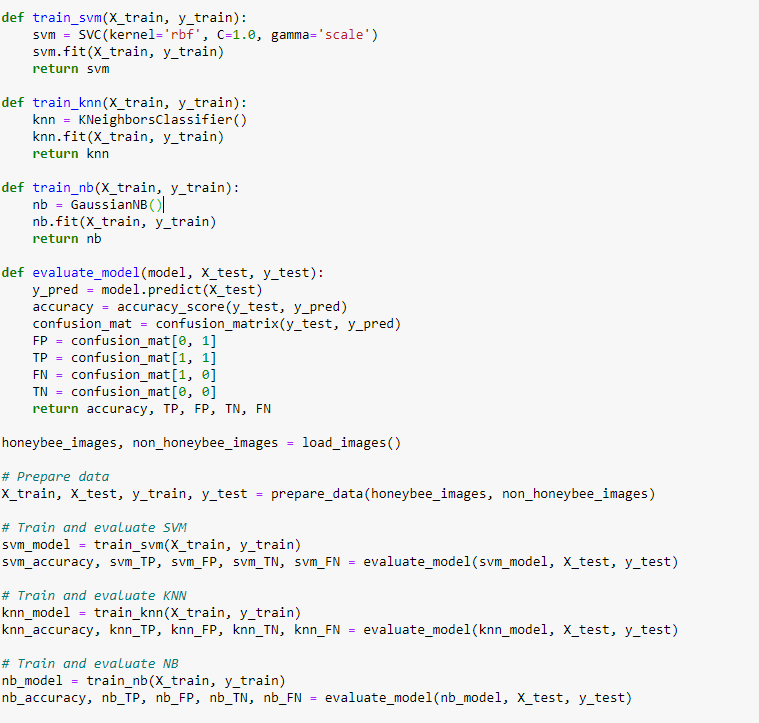 def train_svm(X_train, y_train):
    svm = SVC(kernel='rbf', C=1.0, gamma='scale')
    svm.fit(X_train, y_train)
    return svm

def train_knn(X_train, y_train):
    knn = KNeighborsClassifier()
    knn.fit(X_train, y_train)
    return knn

def train_nb(X_train, y_train):
    nb = GaussianNB()
    nb.fit(X_train, y_train)
    return nb

def evaluate_model(model, X_test, y_test):
    y_pred = model.predict(X_test)
    accuracy = accuracy_score(y_test, y_pred)
    confusion_mat = confusion_matrix(y_test, y_pred)
    FP = confusion_mat[0, 1]
    TP = confusion_mat[1, 1]
    FN = confusion_mat[1, 0]
    TN = confusion_mat[0, 0]
    return accuracy, TP, FP, TN, FN

honeybee_images, non_honeybee_images = load_images()

# Prepare data
X_train, X_test, y_train, y_test = prepare_data(honeybee_images, non_honeybee_images)

# Train and evaluate SVM
svm_model = train_svm(X_train, y_train)
svm_accuracy, svm_TP, svm_FP, svm_TN, svm_FN = evaluate_model(svm_model, X_test, y_test)

# Train and evaluate KNN
knn_model = train_knn(X_train, y_train)
knn_accuracy, knn_TP, knn_FP, knn_TN, knn_FN = evaluate_model(knn_model, X_test, y_test)

# Train and evaluate NB
nb_model = train_nb(X_train, y_train)
nb_accuracy, nb_TP, nb_FP, nb_TN, nb_FN = evaluate_model(nb_model, X_test, y_test)